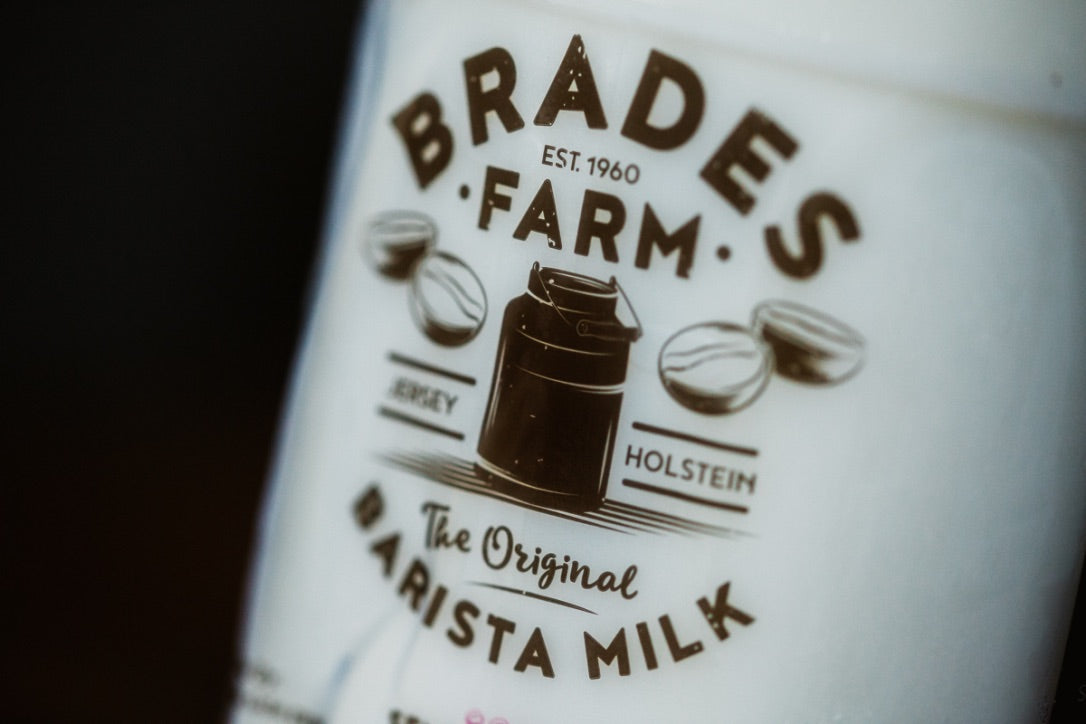 BRADES
EST. 1960
· FARM ·
JERSEY
HOLSTEIN
The Original
BARISTA MILK